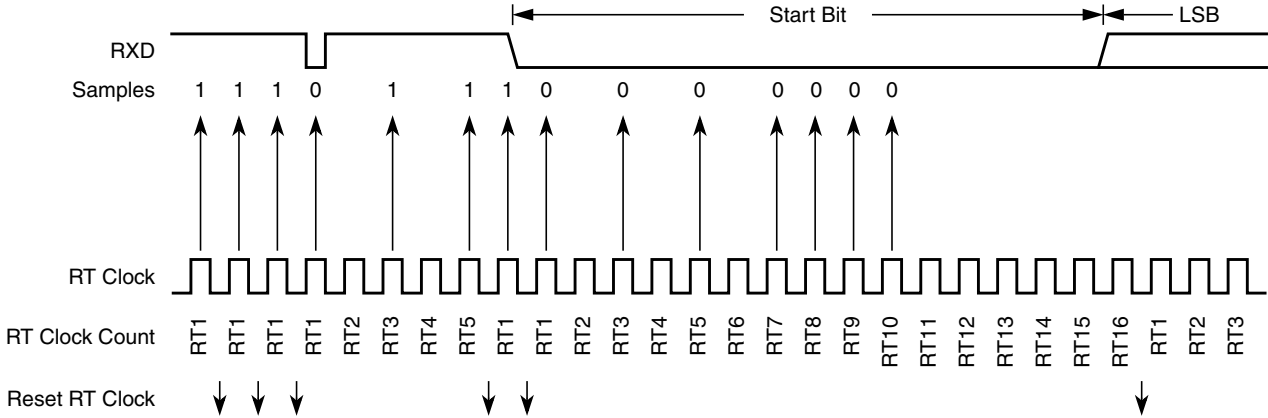 Start Bit LSB
RXD
Samples 1 1 1 0 1 1 1 0 0 0 0 0 0 0
RT Clock
RT Clock Count RT1 RT1 RT1 RT1 RT2 RT3 RT4 RT5 RT1 RT1 RT2 RT3 RT4 RT5 RT6 RT7 RT8 RT9 RT10 RT11 RT12 RT13 RT14 RT15 RT16 RT1 RT2 RT3
Reset RT Clock